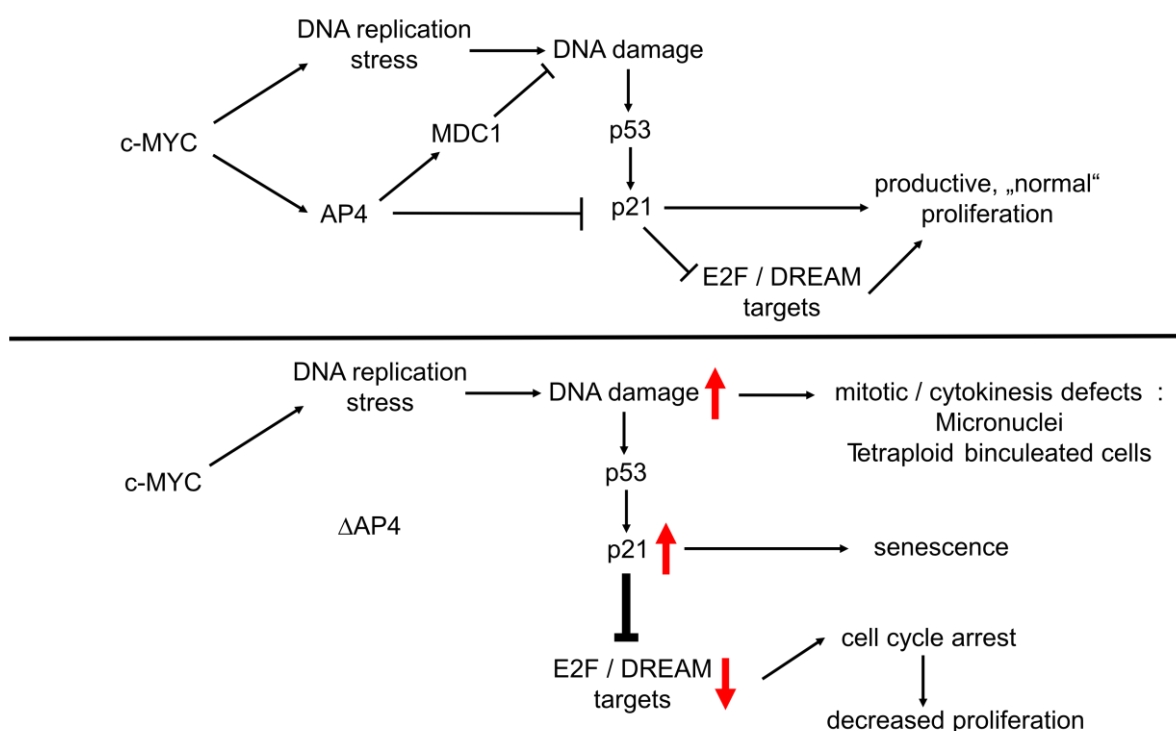 DNA replication
stress
DNA damage
c-MYC
MDC1
p53
AP4
p21
productive, „normal“
proliferation
E2F / DREAM
targets
DNA replication
stress
DNA damage
mitotic / cytokinesis defects :
Micronuclei
Tetraploid binculeated cells
c-MYC
p53
ΔAP4
p21
senescence
E2F / DREAM
targets
cell cycle arrest
decreased proliferation